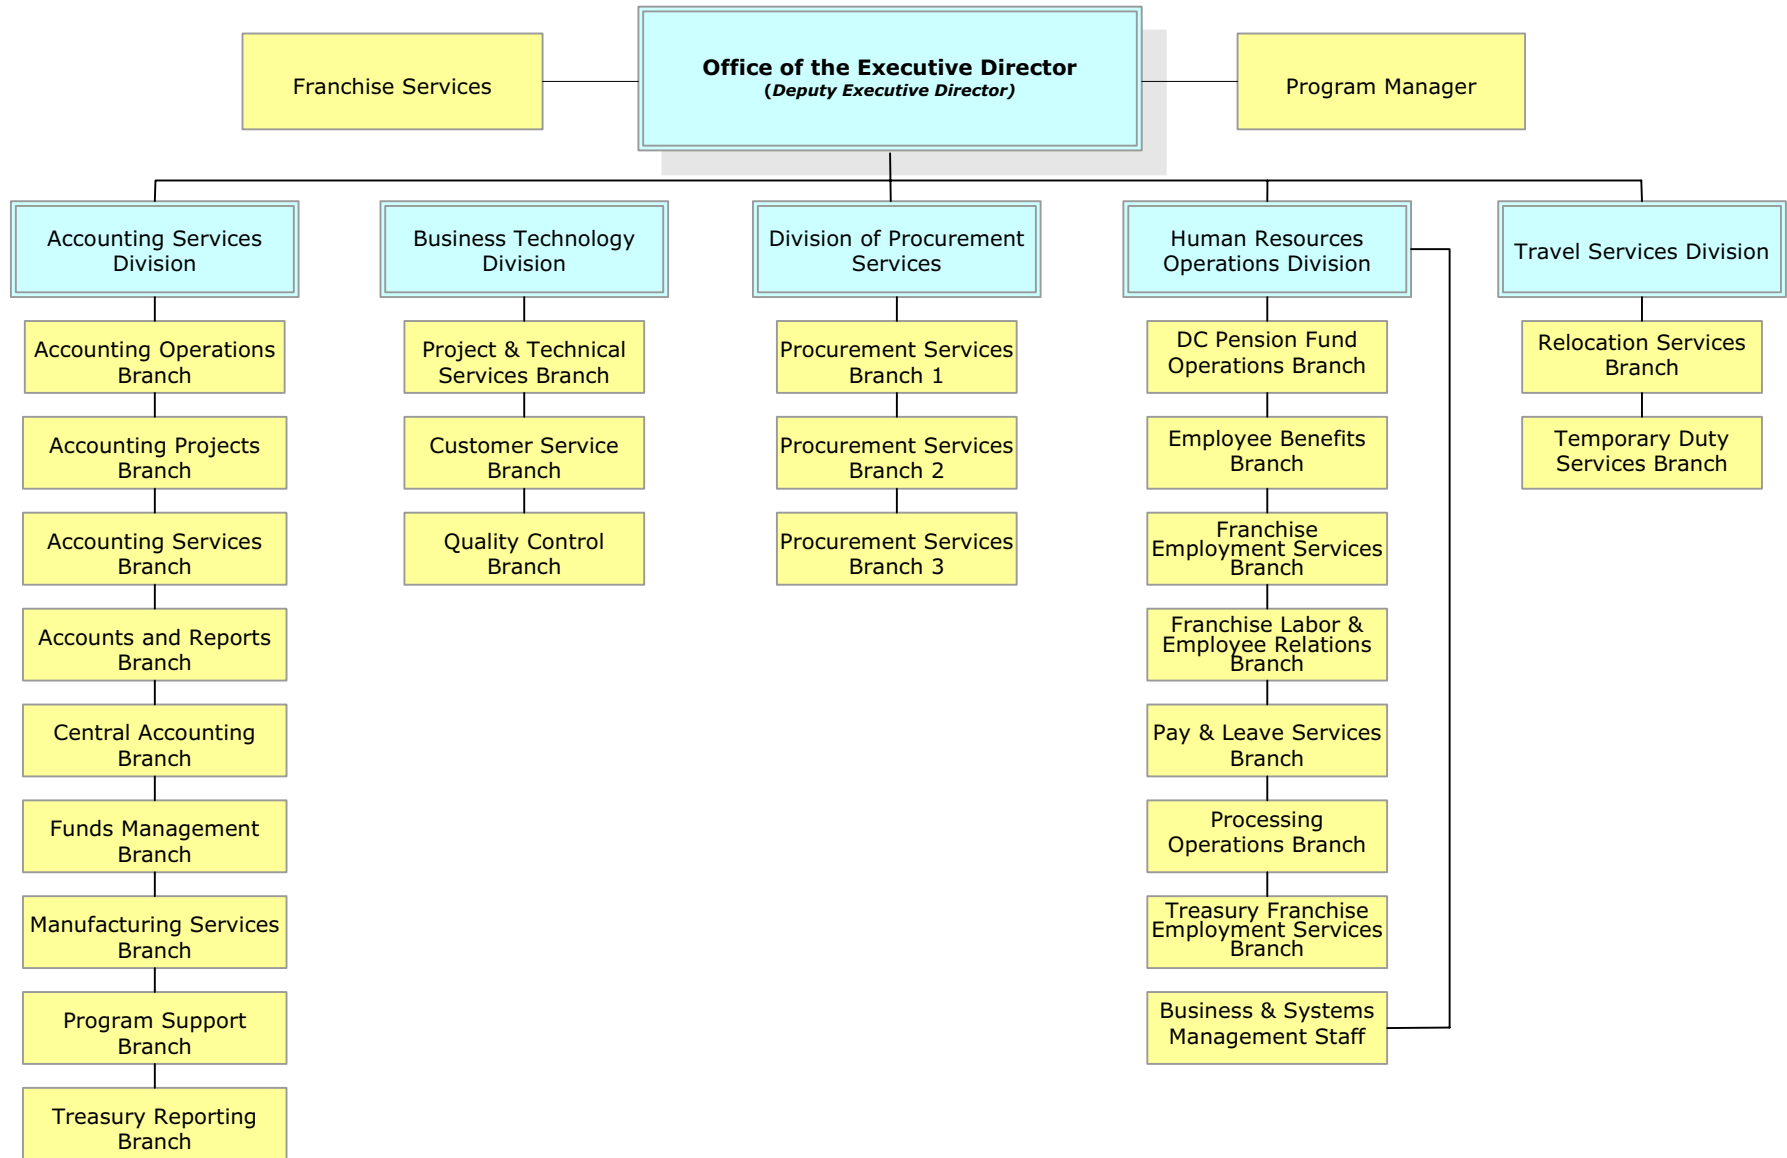 Franchise Services
Office of the Executive Director
(Deputy Executive Director)
Program Manager
Accounting Services
Division
Business Technology
Division
Division of Procurement
Services
Human Resources
Operations Division
Travel Services Division
Accounting Operations
Branch
Accounting Projects
Branch
Accounting Services
Branch
Accounts and Reports
Branch
Central Accounting
Branch
Funds Management
Branch
Manufacturing Services
Branch
Program Support
Branch
Treasury Reporting
Branch
Project & Technical
Services Branch
Customer Service
Branch
Quality Control
Branch
Procurement Services
Branch 1
Procurement Services
Branch 2
Procurement Services
Branch 3
DC Pension Fund
Operations Branch
Employee Benefits
Branch
Franchise
Employment Services
Branch
Franchise Labor &
Employee Relations
Branch
Pay & Leave Services
Branch
Processing
Operations Branch
Treasury Franchise
Employment Services
Branch
Business & Systems
Management Staff
Relocation Services
Branch
Temporary Duty
Services Branch